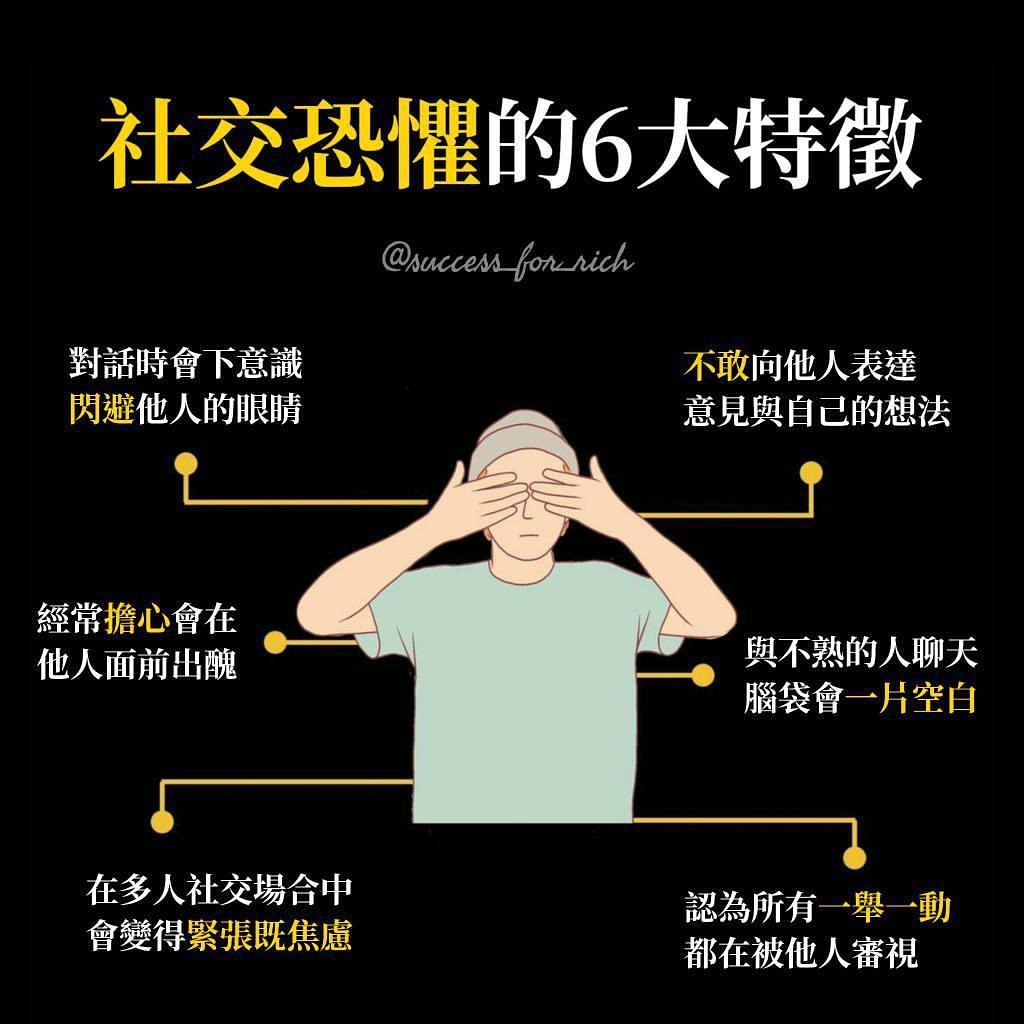 社交恐懼的6大特徵
@success_for_rich
對話時會下意識
閃避他人的眼睛
不敢向他人表達
意見與自己的想法
經常擔心會在
他人面前出醜
與不熟的人聊天
腦袋會一片空白
在多人社交場合中
會變得緊張既焦慮
認為所有一舉一動
都在被他人審視